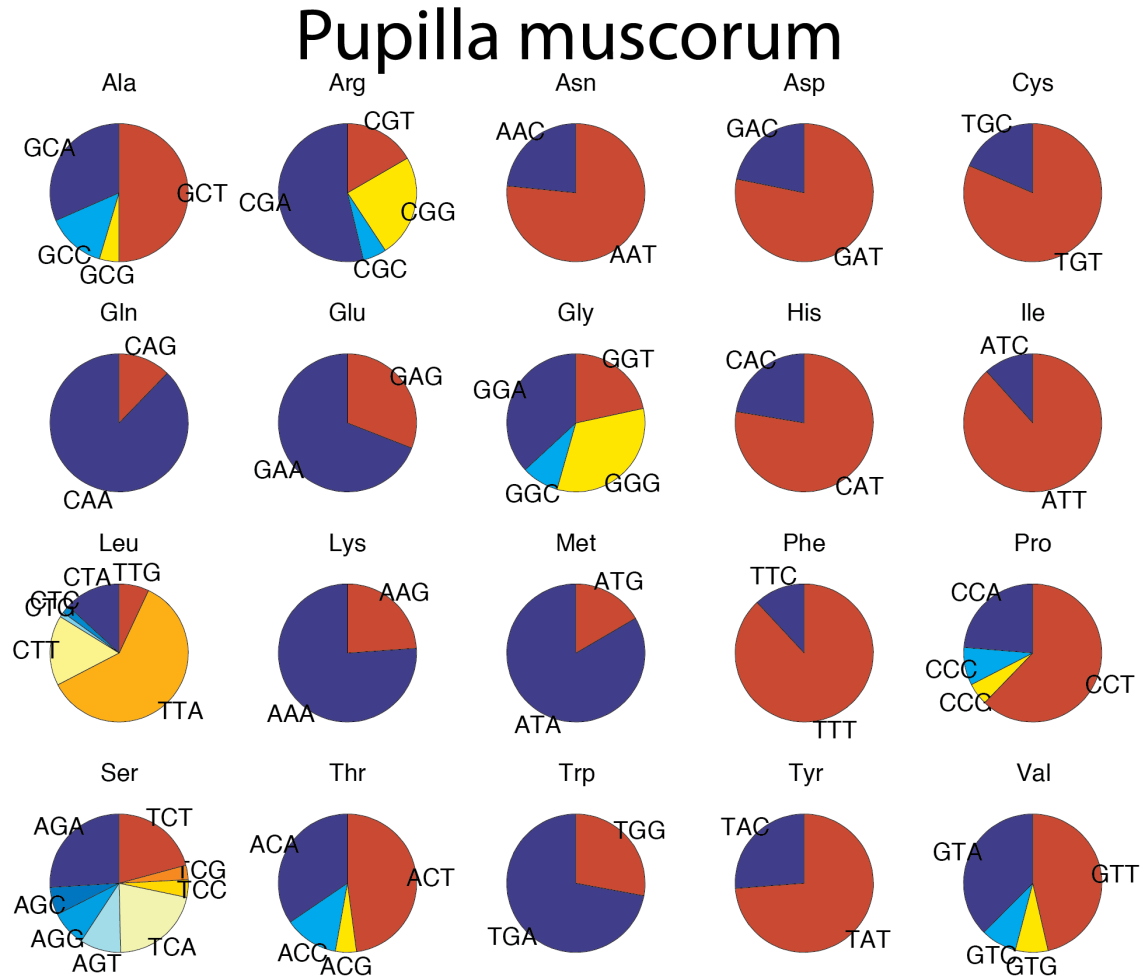 Pupilla muscorum
Ala Arg Asn Asp Cys
GCA GCT GCC GCG
CGT CGA CGG CGC
AAC AAT
GAC GAT
TGC TGT
Gln Glu Gly His Ile
CAG CAA
GAG GAA
GGT GGA GGG GGC
CAC CAT
ATC ATT
Leu Lys Met Phe Pro
CTA TTG CTC CTG CTT TTA
AAG AAA
ATG ATA
TTC TTT
CCA CCC CCG CCT
Ser Thr Trp Tyr Val
AGA TCT TCG TCC AGC AGG TCA AGT
ACA ACT ACC ACG
TGG TGA
TAC TAT
GTA GTT GTC GTG